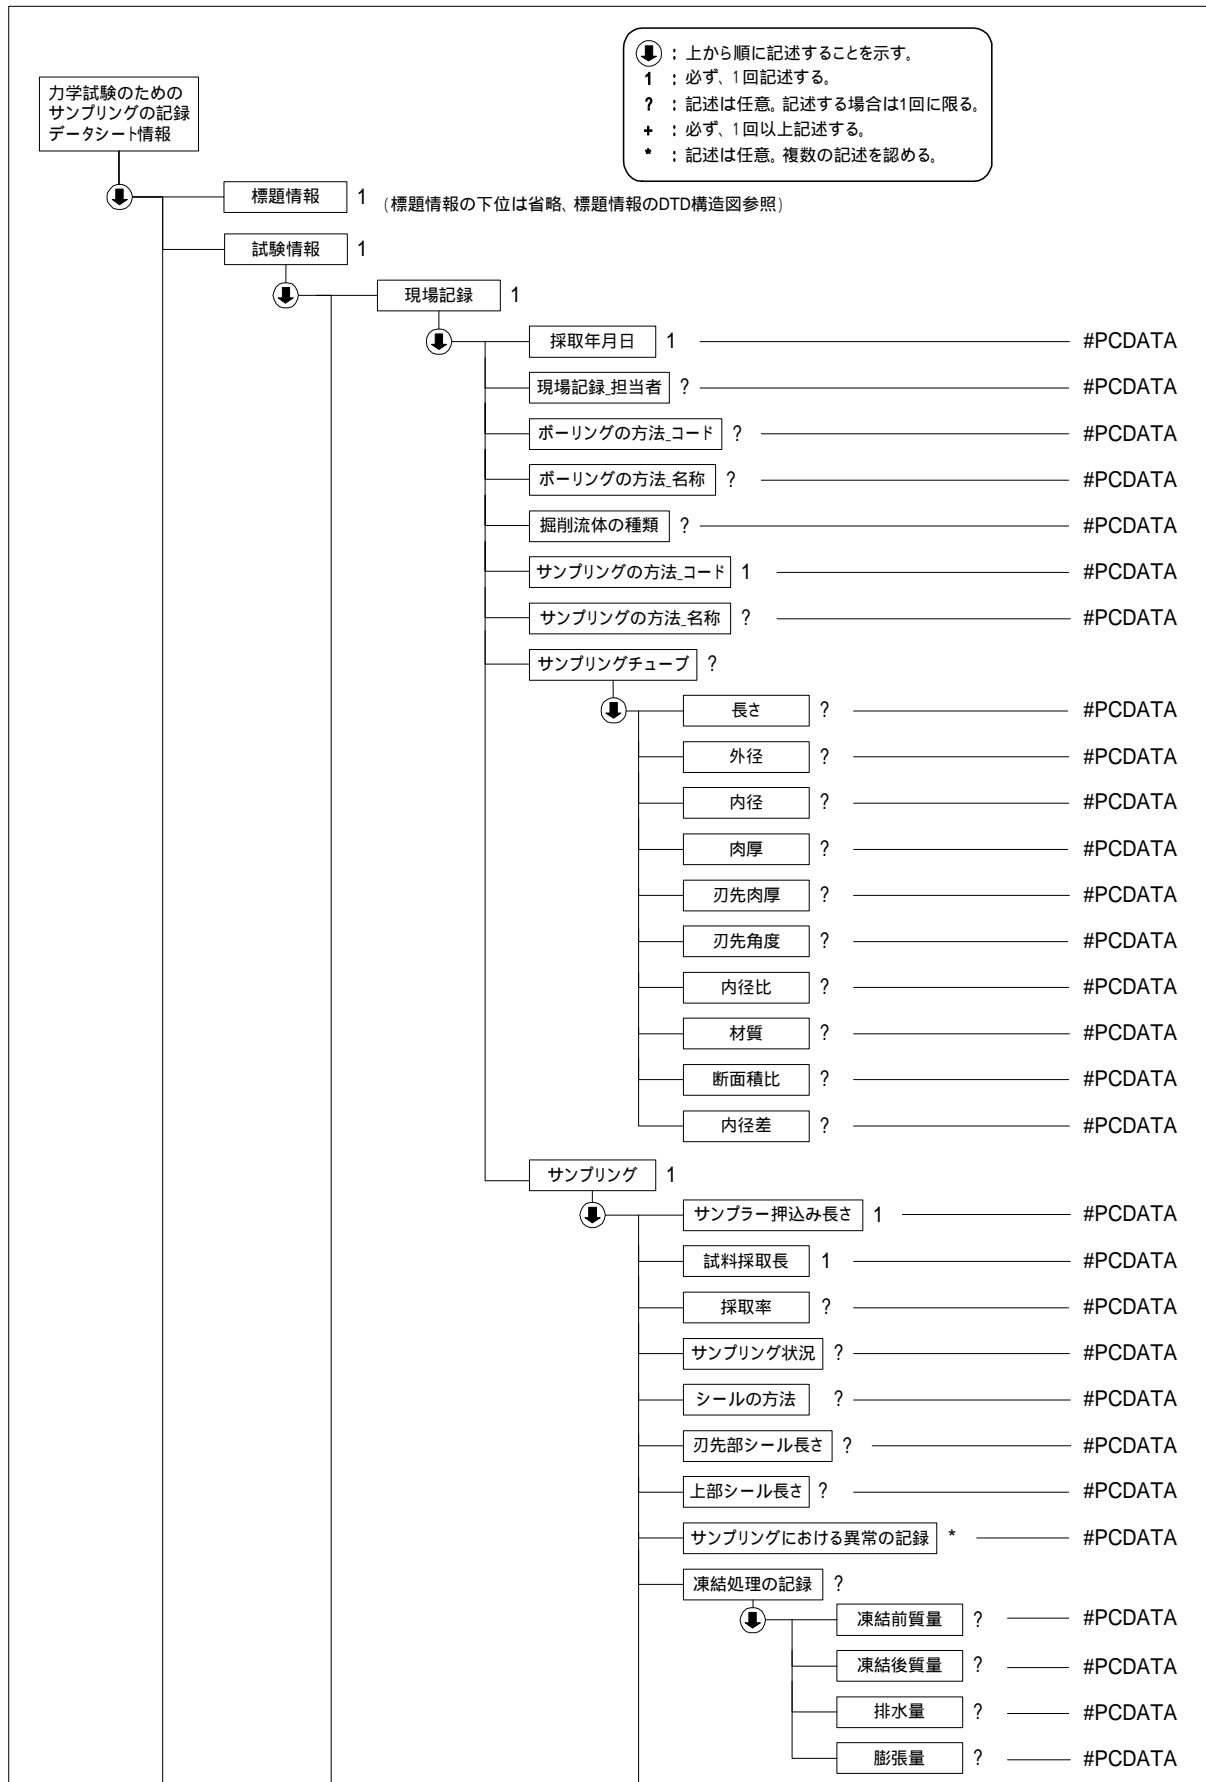 : 上から順に記述することを示す。
1 : 必ず、1回記述する。
? : 記述は任意。記述する場合は1回に限る。
+ : 必ず、1回以上記述する。
* : 記述は任意。複数の記述を認める。
力学試験のための
サンプリングの記録
データシート情報
標題情報 1 (標題情報の下位は省略、標題情報のDTD構造図参照)
試験情報 1
現場記録 1
採取年月日 1 #PCDATA
現場記録_担当者 ? #PCDATA
ボーリングの方法_コード ? #PCDATA
ボーリングの方法_名称 ? #PCDATA
掘削流体の種類 ? #PCDATA
サンプリングの方法_コード 1 #PCDATA
サンプリングの方法_名称 ? #PCDATA
サンプリングチューブ ?
長さ ? #PCDATA
外径 ? #PCDATA
内径 ? #PCDATA
肉厚 ? #PCDATA
刃先肉厚 ? #PCDATA
刃先角度 ? #PCDATA
内径比 ? #PCDATA
材質 ? #PCDATA
断面積比 ? #PCDATA
内径差 ? #PCDATA
サンプリング 1
サンプラー押込み長さ 1 #PCDATA
試料採取長 1 #PCDATA
採取率 ? #PCDATA
サンプリング状況 ? #PCDATA
シールの方法 ? #PCDATA
刃先部シール長さ ? #PCDATA
上部シール長さ ? #PCDATA
サンプリングにおける異常の記録 * #PCDATA
凍結処理の記録 ?
凍結前質量 ? #PCDATA
凍結後質量 ? #PCDATA
排水量 ? #PCDATA
膨張量 ? #PCDATA